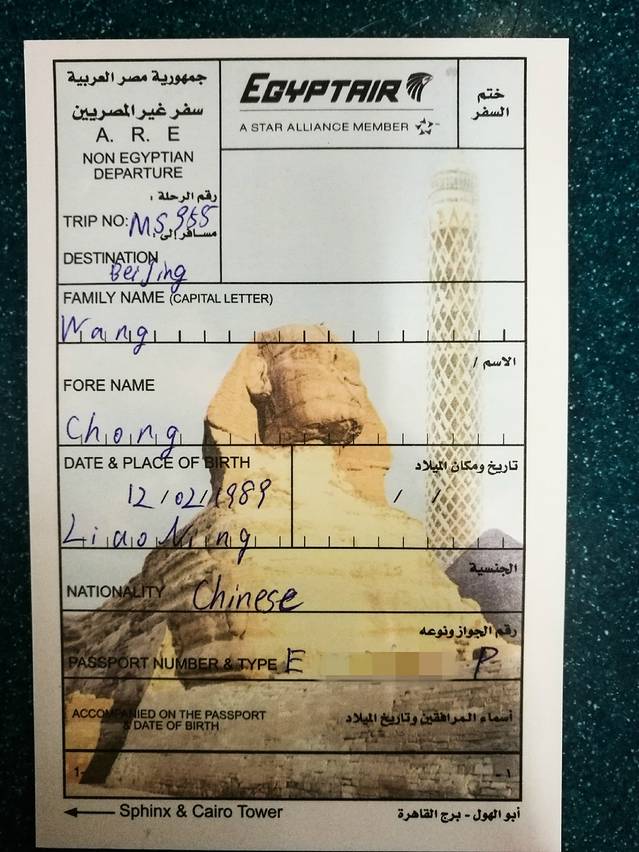 جمهورية مصر العربية
سفر غير المصريين
A. R. E
NON EGYPTIAN
DEPARTURE
EGYPTAIR
A STAR ALLIANCE MEMBER
ختم
السفر
رقم الرحلة :
TRIP NO: MS 955
مسافر إلى :
DESTINATION
Beijing
FAMILY NAME (CAPITAL LETTER)
Wang
الاسم /
FORE NAME
Chong
DATE & PLACE OF BIRTH تاريخ ومكان الميلاد
12/02/1989 / /
LiaoNing
الجنسية
NATIONALITY Chinese
رقم الجواز ونوعه
PASSPORT NUMBER & TYPE E P
ACCOMPANIED ON THE PASSPORT
& DATE OF BIRTH
أسماء المرافقين وتاريخ الميلاد
1- ١ -
Sphinx & Cairo Tower أبو الهول - برج القاهرة